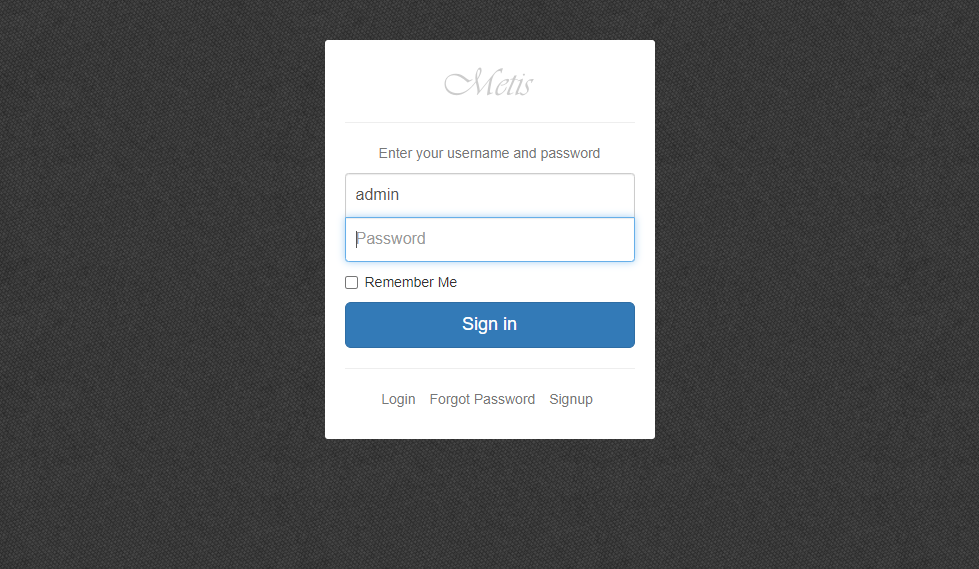 Metis
Enter your username and password
admin
Password
Remember Me
Sign in
Login Forgot Password Signup